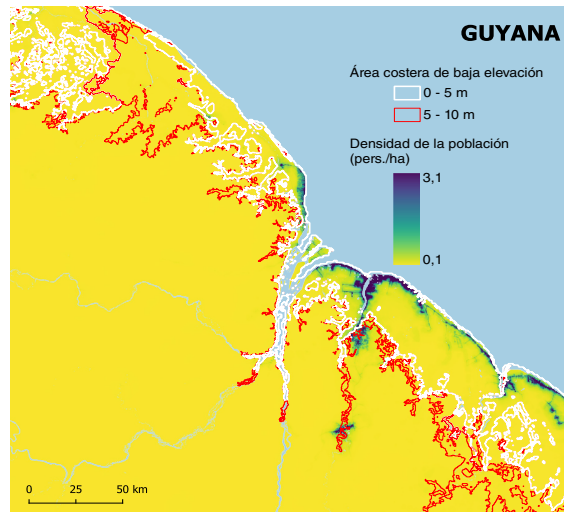 GUYANA
Área costera de baja elevación
0 - 5 m
5 - 10 m
Densidad de la población
(pers./ha)
3,1
0,1
0 25 50 km